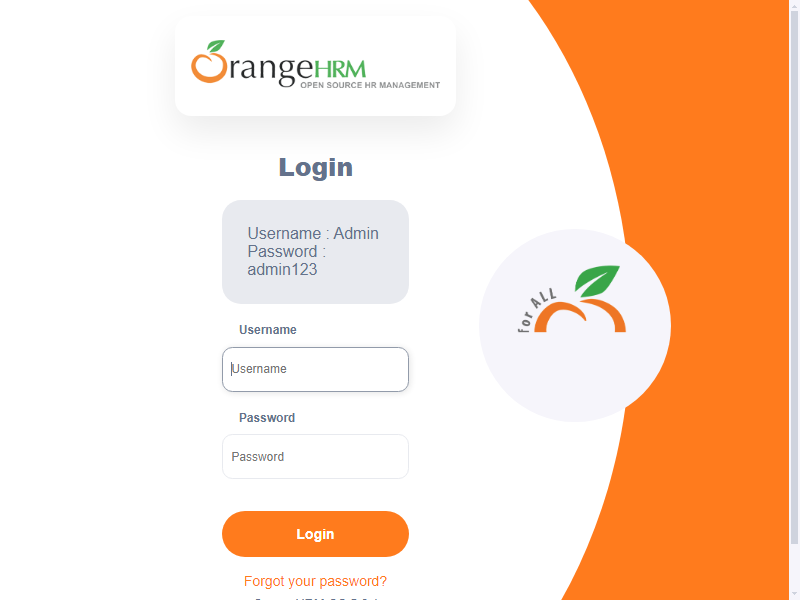 OrangeHRM
OPEN SOURCE HR MANAGEMENT
Login
Username : Admin
Password :
admin123
for ALL
Username
Username
Password
Password
Login
Forgot your password?